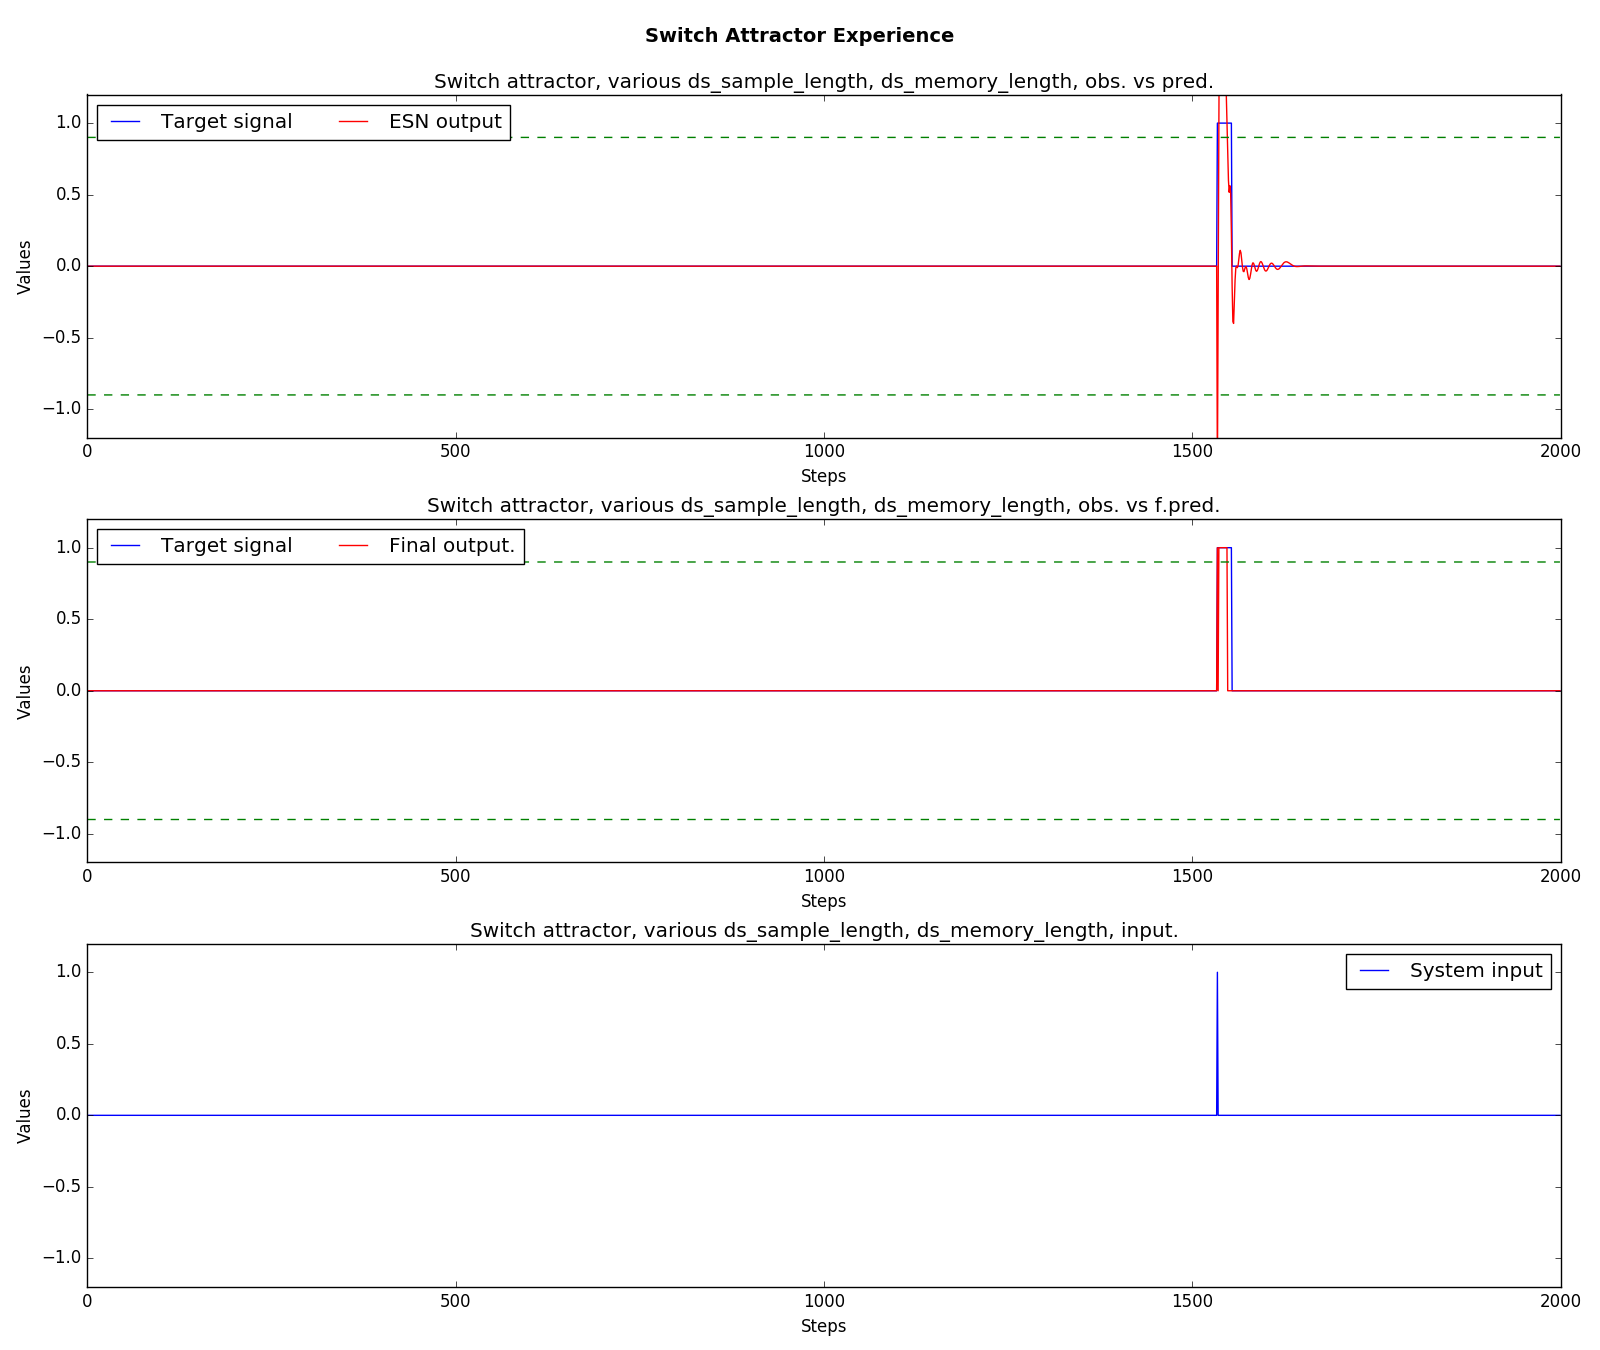 Switch Attractor Experience
Switch attractor, various ds_sample_length, ds_memory_length, obs. vs pred.
Target signal ESN output
1.0
0.5
0.0
−0.5
−1.0
Values
0 500 1000 1500 2000
Steps
Switch attractor, various ds_sample_length, ds_memory_length, obs. vs f.pred.
Target signal Final output.
1.0
0.5
0.0
−0.5
−1.0
Values
0 500 1000 1500 2000
Steps
Switch attractor, various ds_sample_length, ds_memory_length, input.
System input
1.0
0.5
0.0
−0.5
−1.0
Values
0 500 1000 1500 2000
Steps